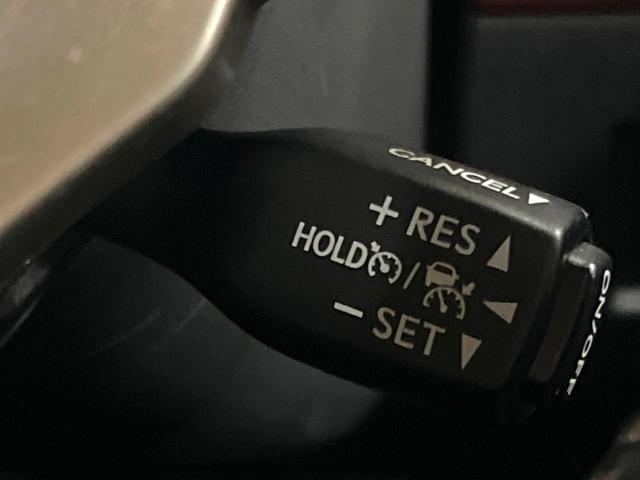 CANCEL
+ RES
HOLD /
− SET
ON/OFF